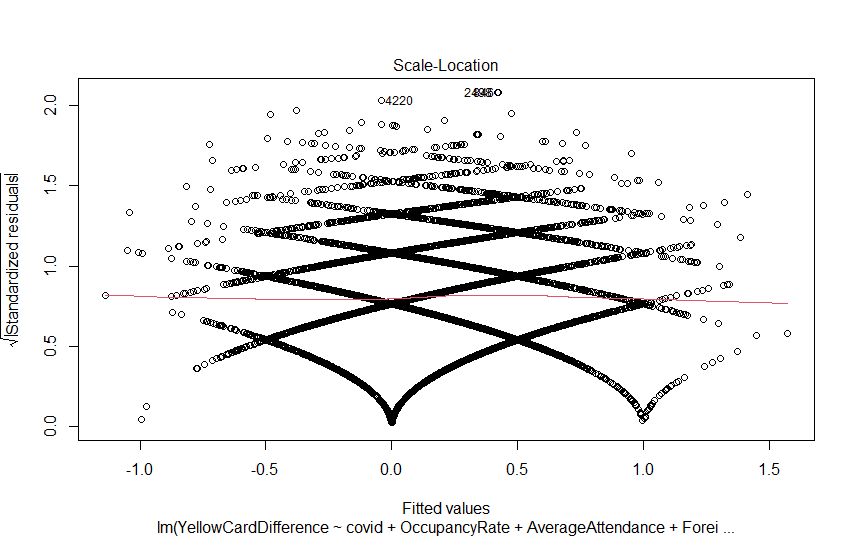 Scale-Location
4220
√|Standardized residuals|
2.0
1.5
1.0
0.5
0.0
-1.0 -0.5 0.0 0.5 1.0 1.5
Fitted values
lm(YellowCardDifference ~ covid + OccupancyRate + AverageAttendance + Forei ...